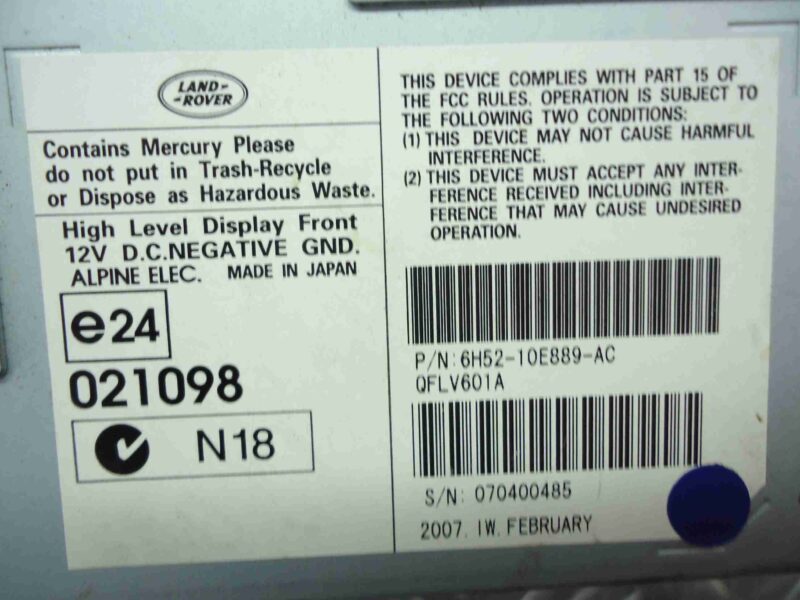 LAND-
-ROVER
Contains Mercury Please
do not put in Trash-Recycle
or Dispose as Hazardous Waste.
High Level Display Front
12V D.C.NEGATIVE GND.
ALPINE ELEC. MADE IN JAPAN
e24
021098
N18
THIS DEVICE COMPLIES WITH PART 15 OF
THE FCC RULES. OPERATION IS SUBJECT TO
THE FOLLOWING TWO CONDITIONS:
(1) THIS DEVICE MAY NOT CAUSE HARMFUL
INTERFERENCE.
(2) THIS DEVICE MUST ACCEPT ANY INTER-
FERENCE RECEIVED INCLUDING INTER-
FERENCE THAT MAY CAUSE UNDESIRED
OPERATION.
P/N:6H52-10E889-AC
QFLV601A
S/N: 070400485
2007. IW. FEBRUARY